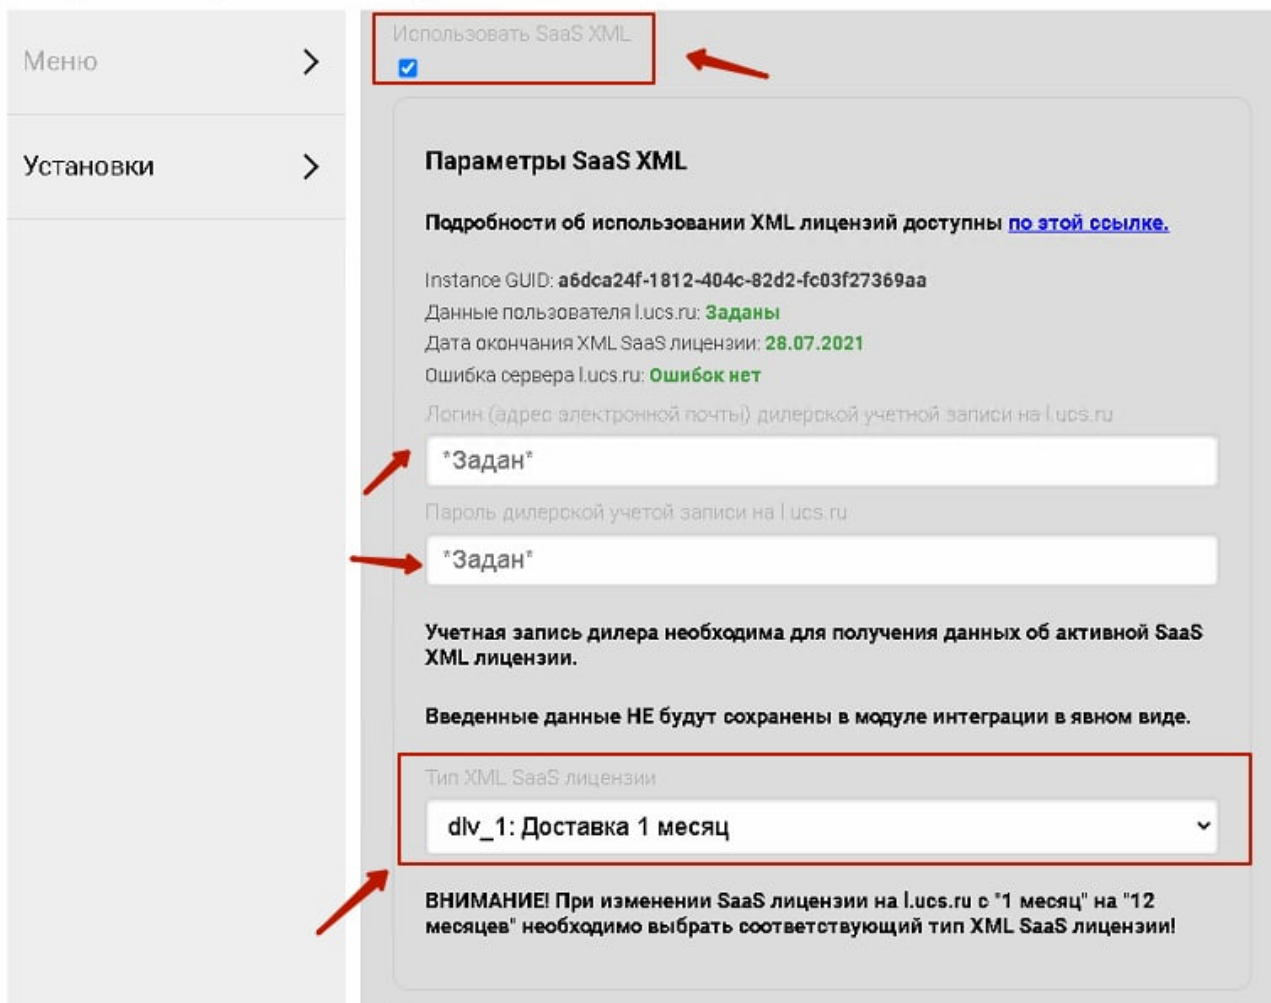 Меню
Установки
Использовать SaaS XML
Параметры SaaS XML
Подробности об использовании XML лицензий доступны по этой ссылке.
Instance GUID: a6dca24f-1812-404c-82d2-fc03f27369aa
Данные пользователя l.ucs.ru: Заданы
Дата окончания XML SaaS лицензии: 28.07.2021
Ошибка сервера l.ucs.ru: Ошибок нет
Логин (адрес электронной почты) дилерской учетной записи на l.ucs.ru
*Задан*
Пароль дилерской учетой записи на l.ucs.ru
*Задан*
Учетная запись дилера необходима для получения данных об активной SaaS
XML лицензии.
Введенные данные НЕ будут сохранены в модуле интеграции в явном виде.
Тип XML SaaS лицензии
dlv_1: Доставка 1 месяц
ВНИМАНИЕ! При изменении SaaS лицензии на l.ucs.ru с "1 месяц" на "12
месяцев" необходимо выбрать соответствующий тип XML SaaS лицензии!